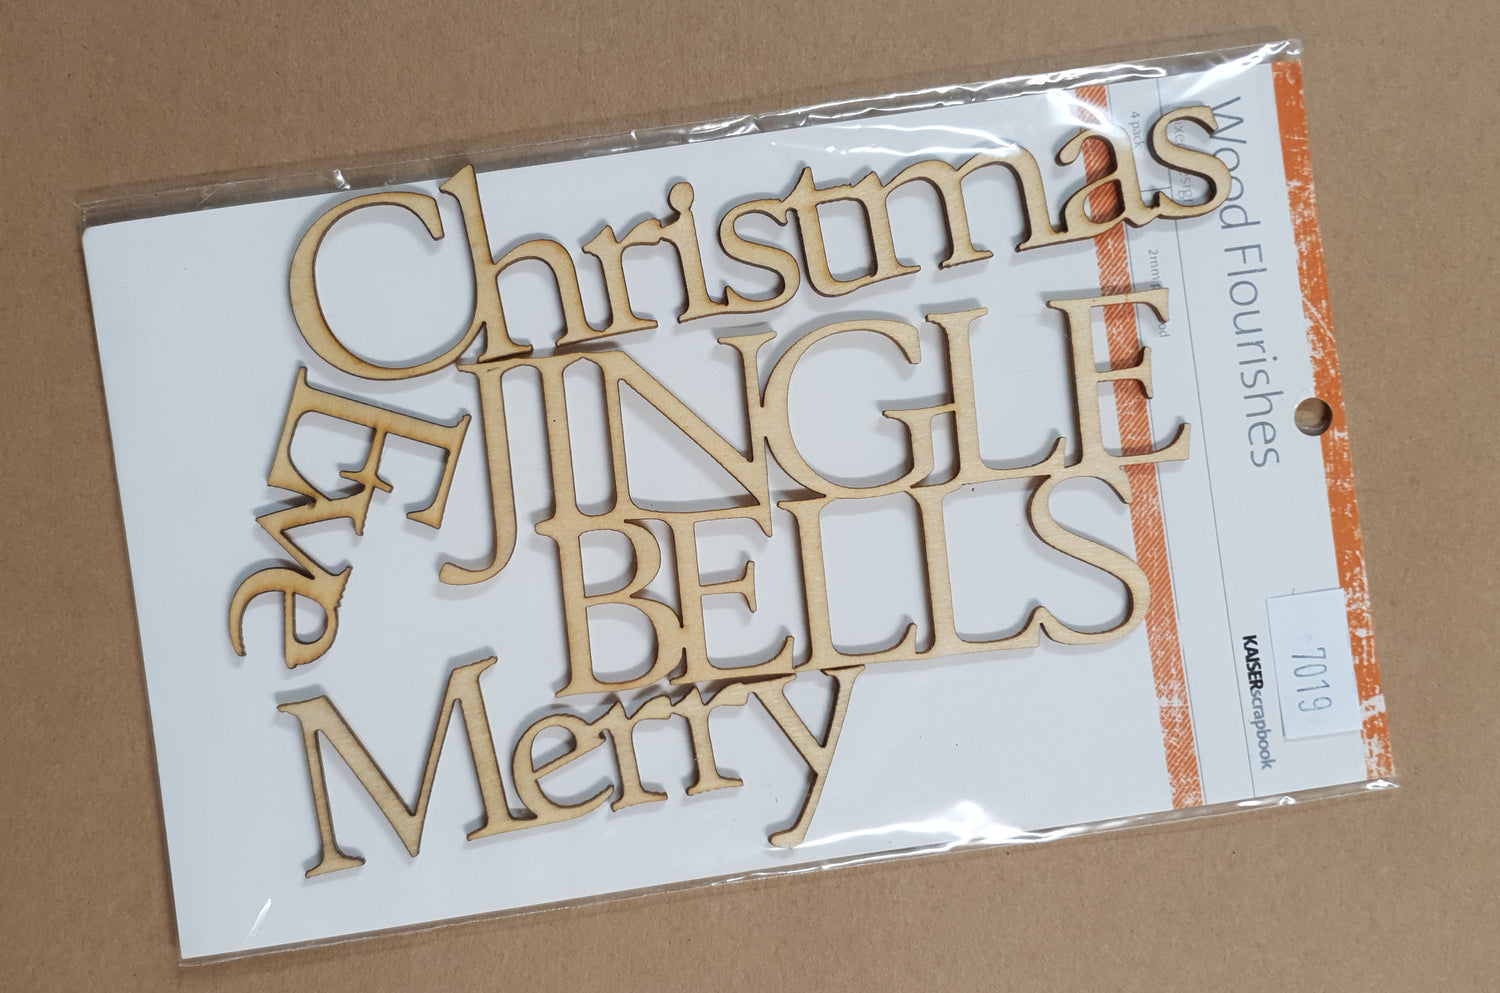 Christmas
JINGLE
BELLS
Eve
Merry
Wood Flourishes
4 pack
KAISERscrapbook
7019